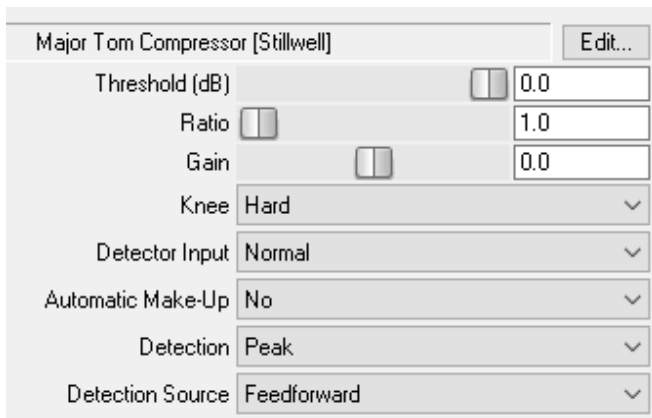 Major Tom Compressor [Stillwell] Edit...
Threshold (dB) 0.0
Ratio 1.0
Gain 0.0
Knee Hard
Detector Input Normal
Automatic Make-Up No
Detection Peak
Detection Source Feedforward